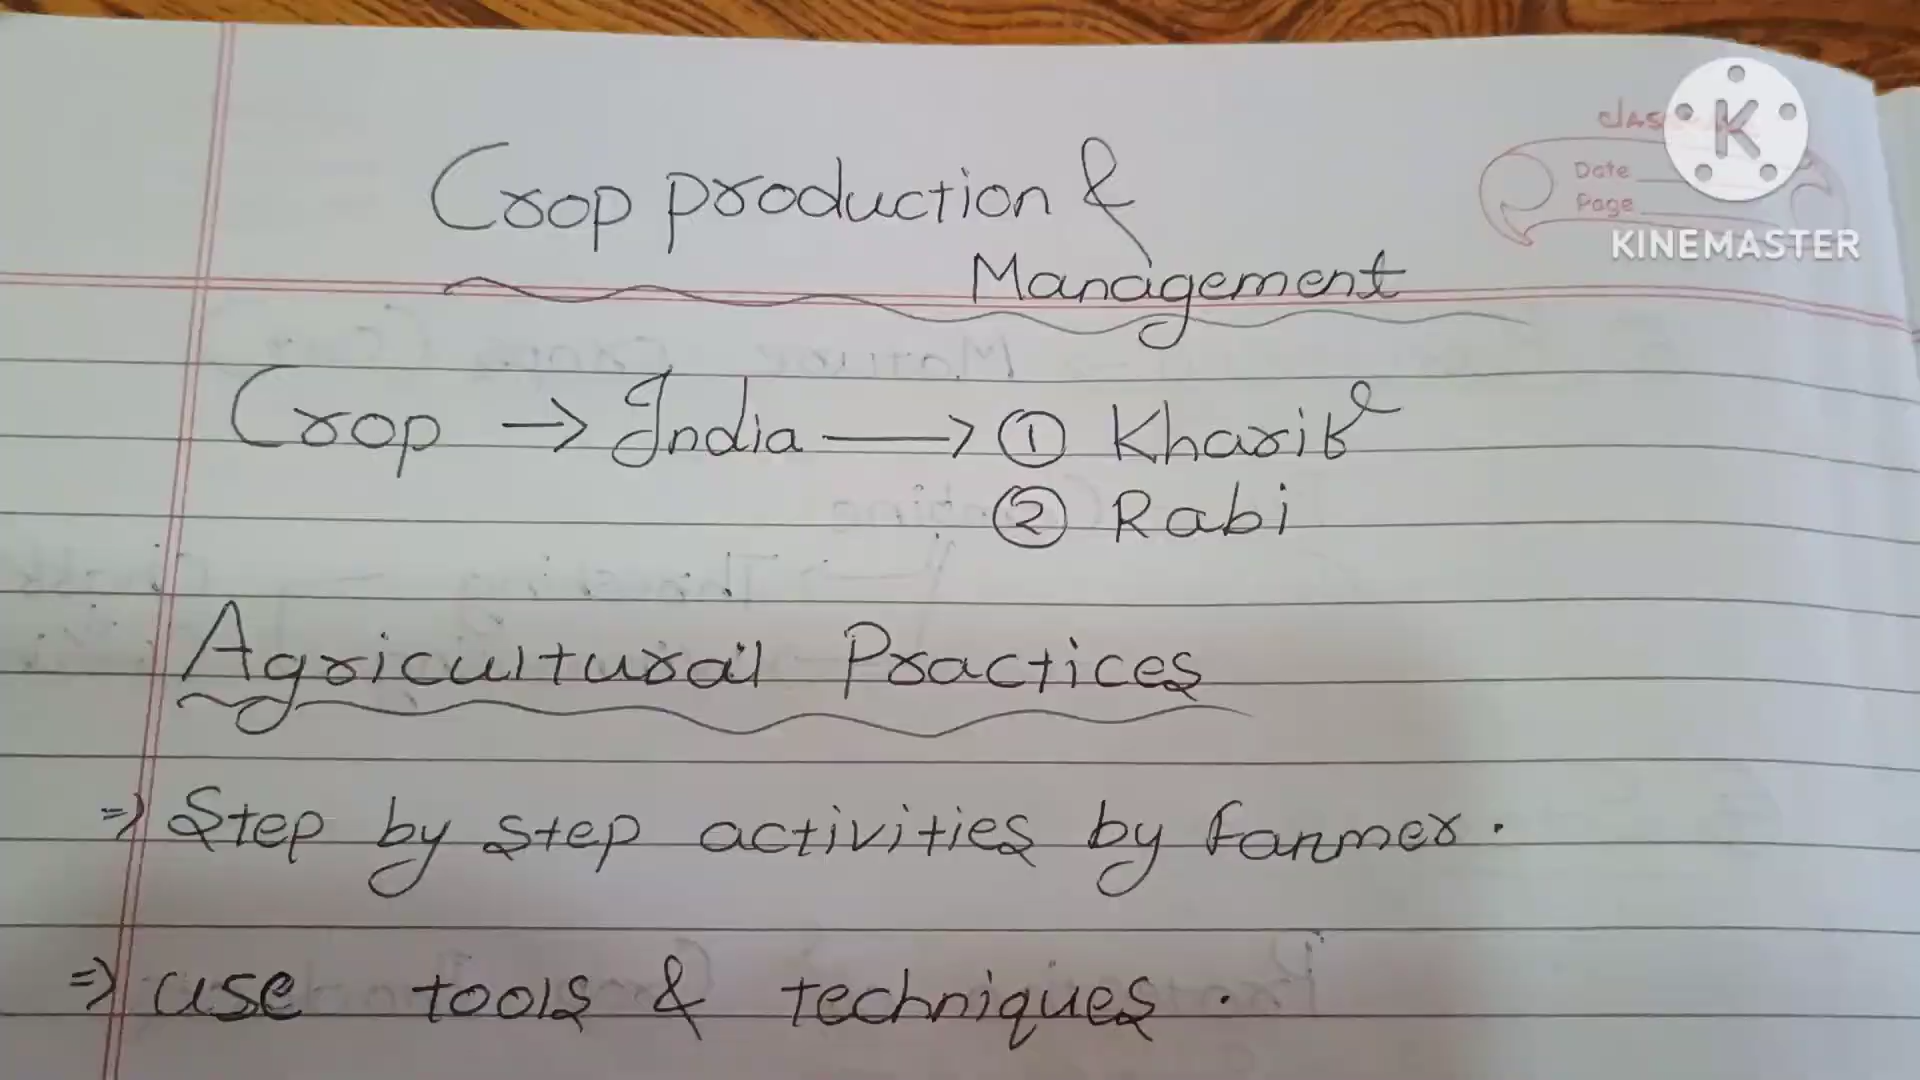 Crop production &
Management
Crop → India → ① Kharif
② Rabi
Agricultural Practices
⇒ Step by step activities by farmer.
⇒ use tools & techniques.
Date
Page
KINEMASTER